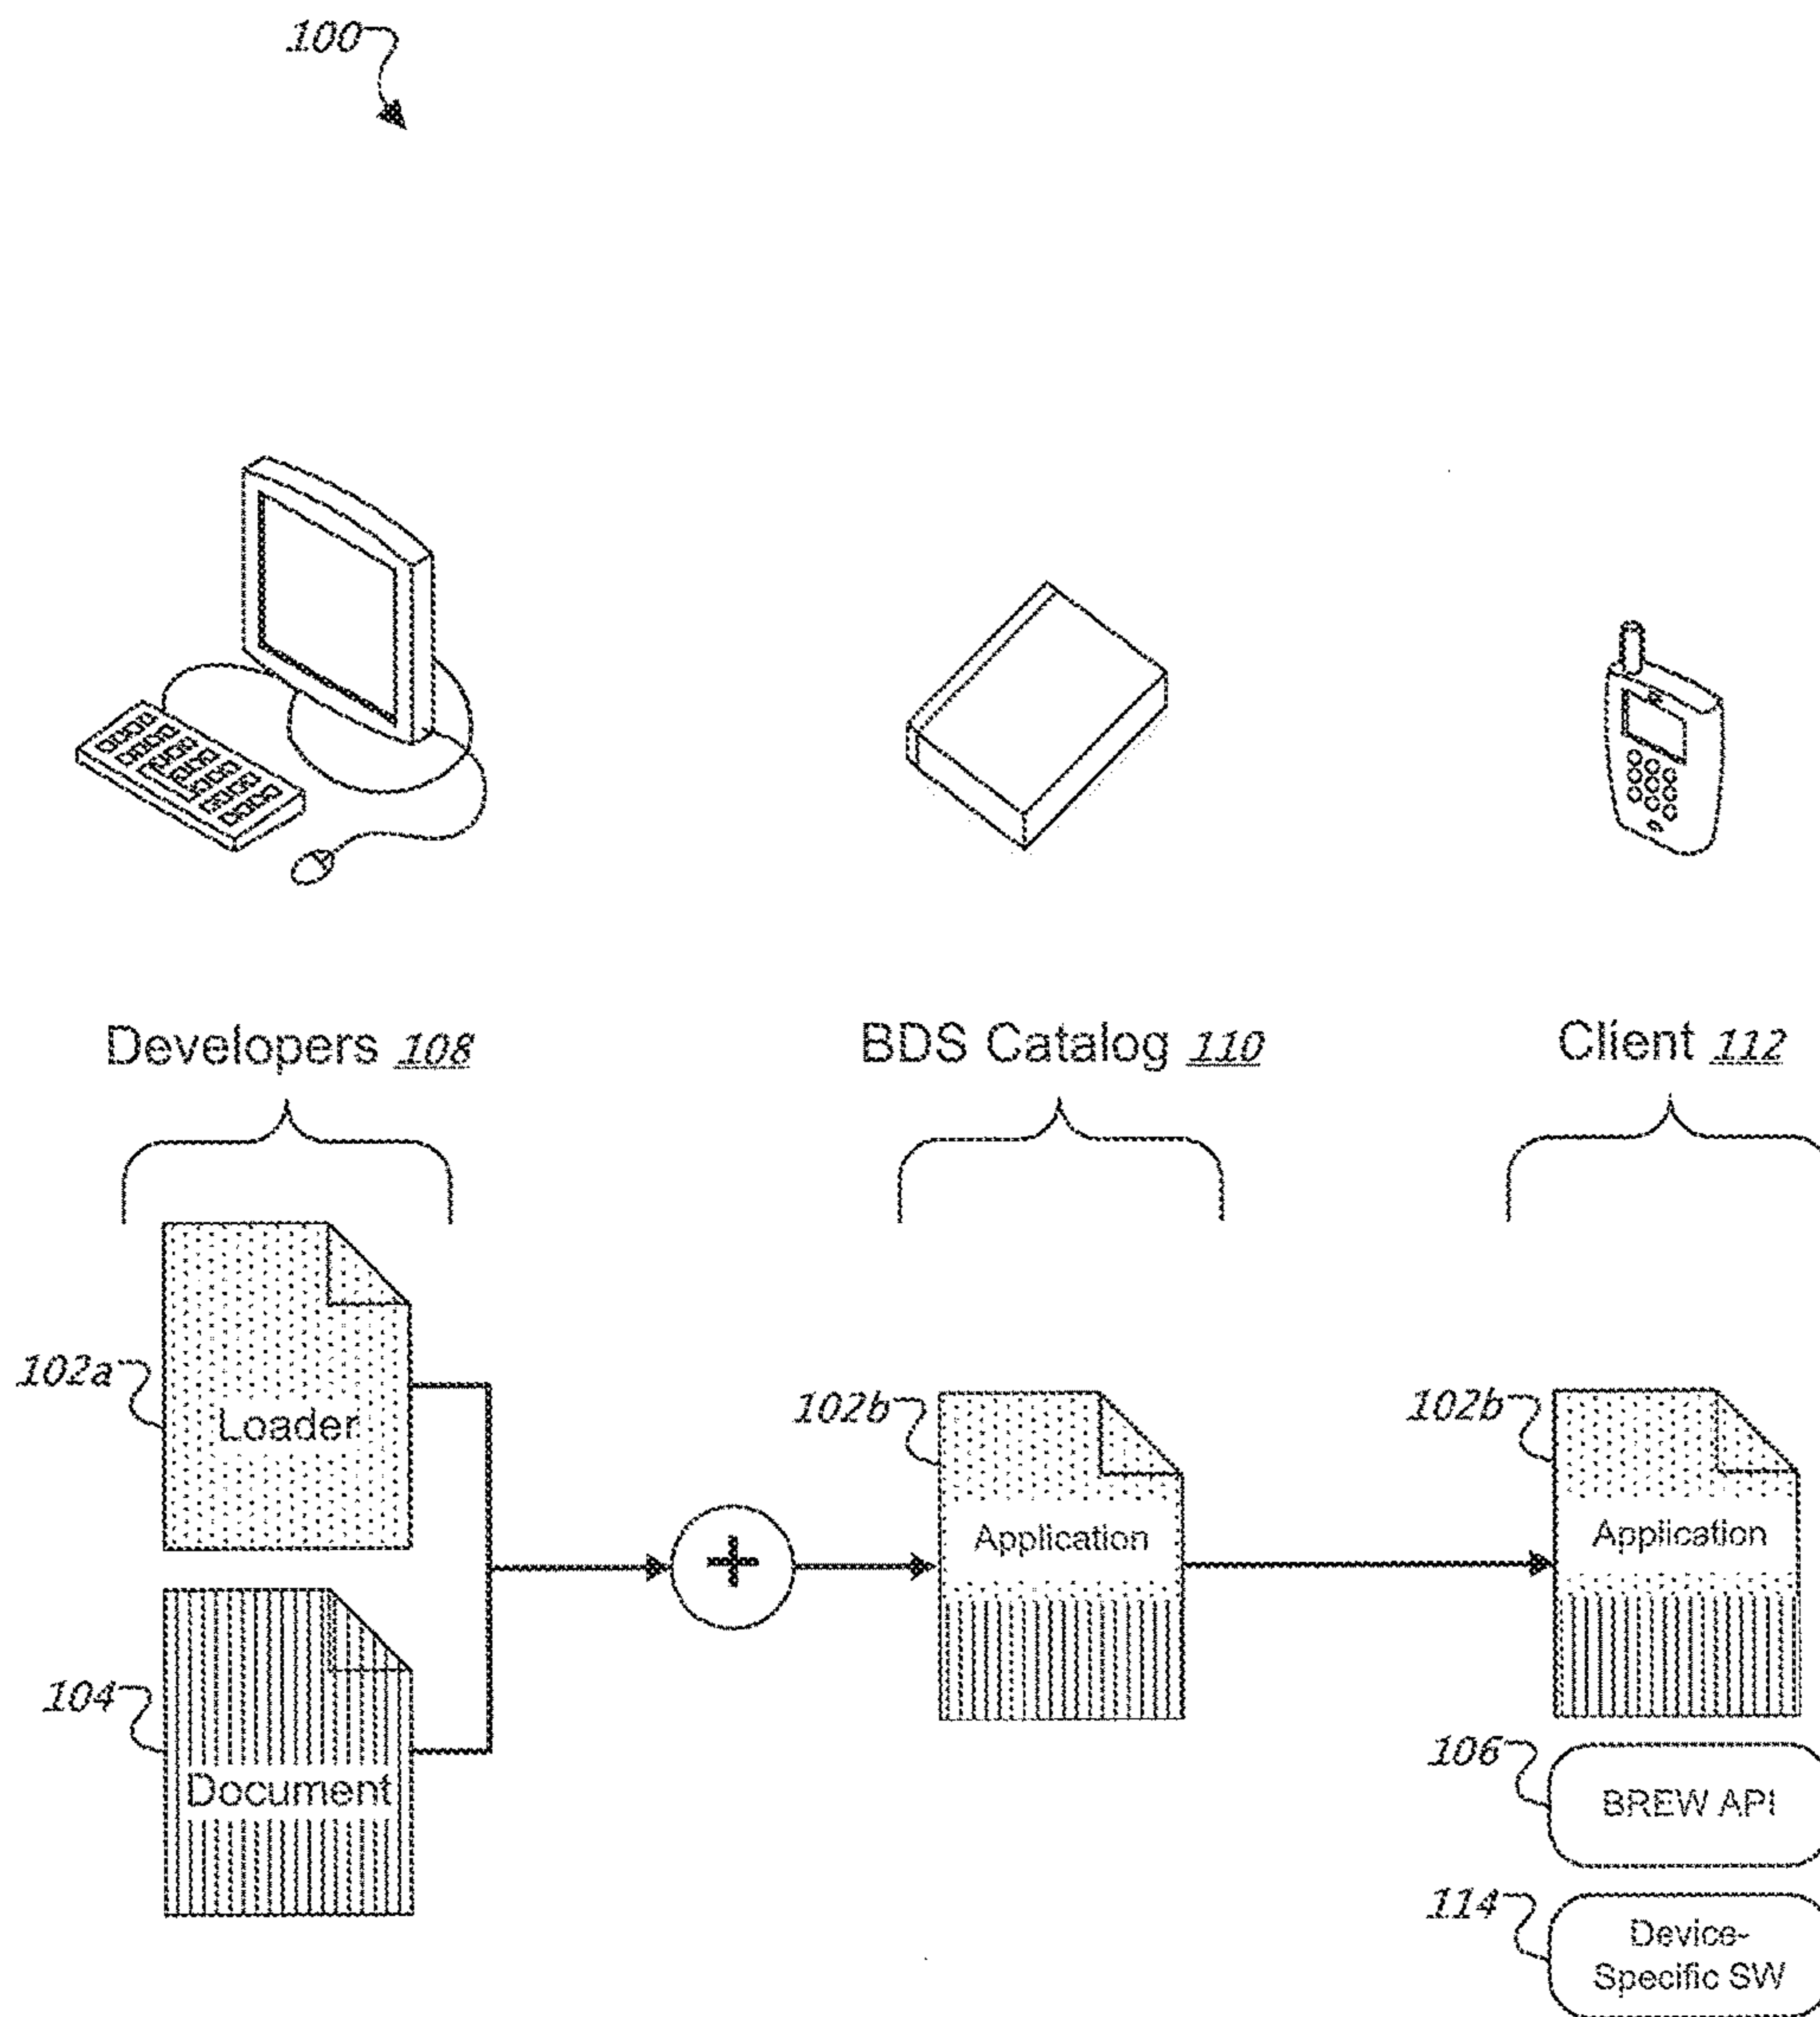 100
Developers 108
BDS Catalog 110
Client 112
102a
Loader
102b
Application
102b
Application
104
Document
106
BREW API
114
Device-
Specific SW